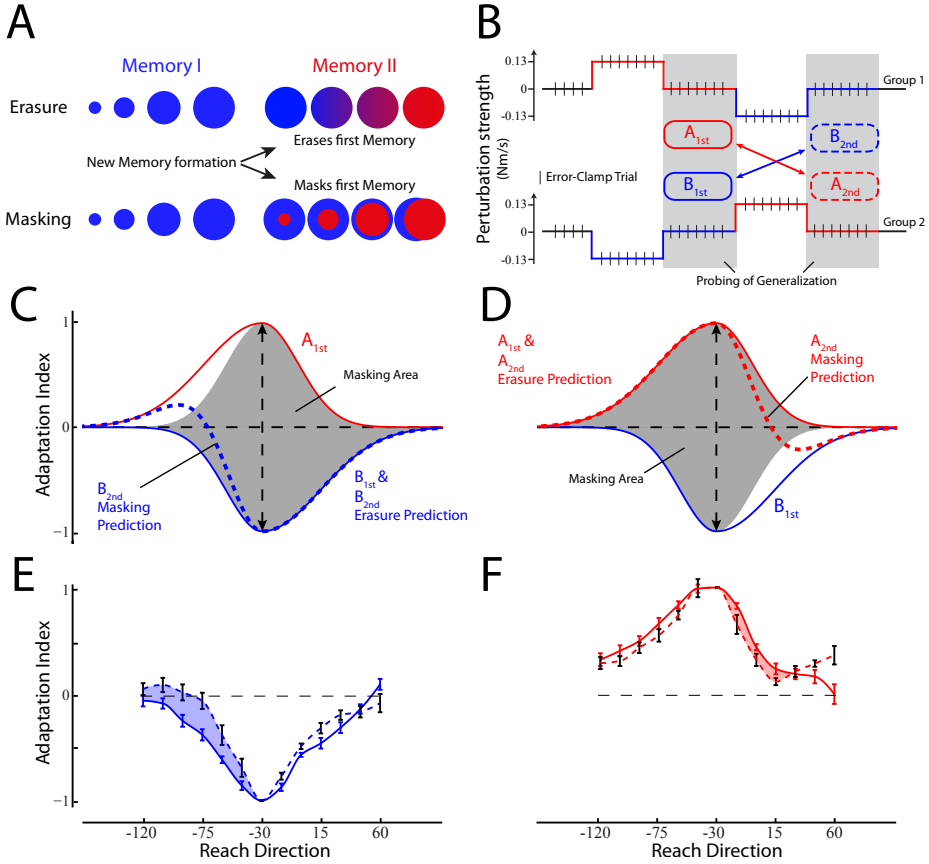 A
Memory I
Memory II
Erasure
Erases first Memory
New Memory formation
Masks first Memory
Masking
B
Perturbation strength
(Nm/s)
0.13
0
-0.13
Group 1
A1st
B2nd
| Error-Clamp Trial
B1st
A2nd
0.13
0
-0.13
Group 2
Probing of Generalization
C
Adaptation Index
1
0
−1
A1st
Masking Area
B2nd
Masking
Prediction
B1st &
B2nd
Erasure Prediction
D
A1st &
A2nd
Erasure Prediction
A2nd
Masking
Prediction
Masking Area
B1st
E
Adaptation Index
1
0
−1
-120
-75
-30
15
60
Reach Direction
F
-120
-75
-30
15
60
Reach Direction